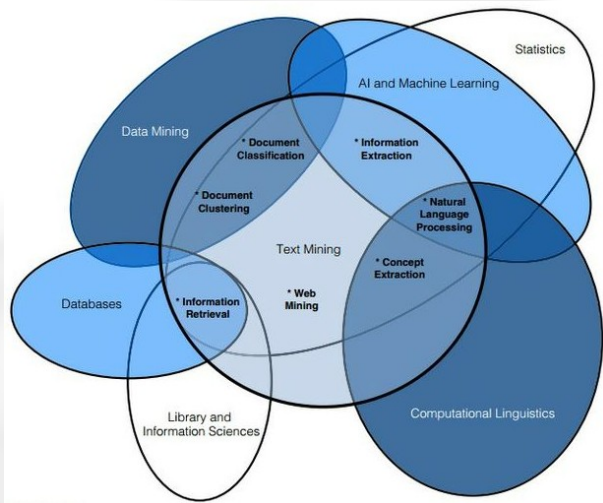 Statistics
AI and Machine Learning
Data Mining
* Document
Classification
* Information
Extraction
* Document
Clustering
* Natural
Language
Processing
Text Mining
* Concept
Extraction
Databases
* Information
Retrieval
* Web
Mining
Library and
Information Sciences
Computational Linguistics